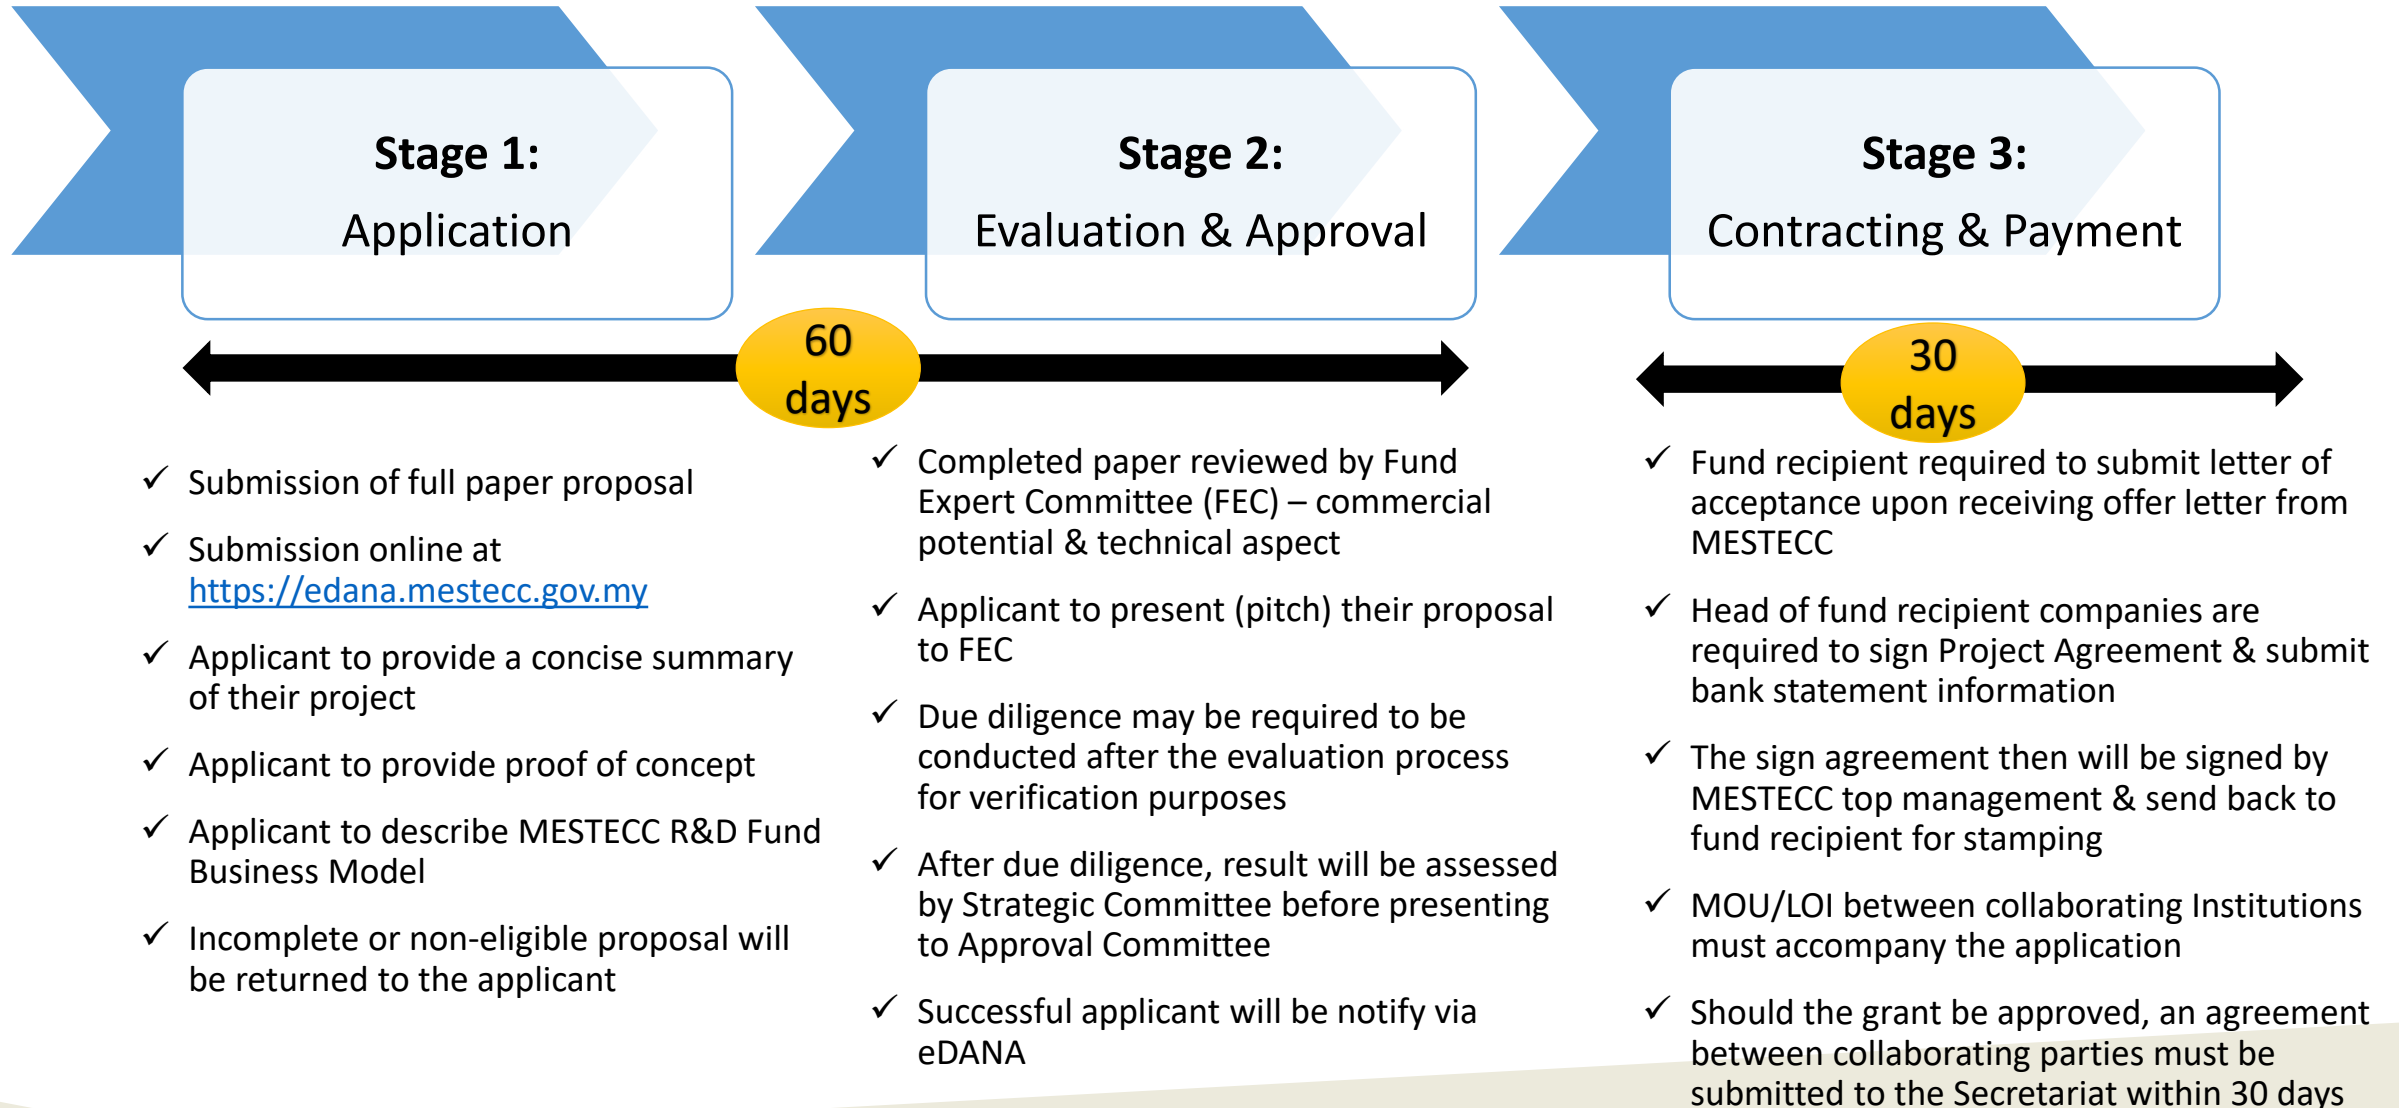 Stage 1:
Application
Stage 2:
Evaluation & Approval
Stage 3:
Contracting & Payment
60
days
30
days
✓ Submission of full paper proposal
✓ Submission online at
https://edana.mestecc.gov.my
✓ Applicant to provide a concise summary
of their project
✓ Applicant to provide proof of concept
✓ Applicant to describe MESTECC R&D Fund
Business Model
✓ Incomplete or non-eligible proposal will
be returned to the applicant
✓ Completed paper reviewed by Fund
Expert Committee (FEC) – commercial
potential & technical aspect
✓ Applicant to present (pitch) their proposal
to FEC
✓ Due diligence may be required to be
conducted after the evaluation process
for verification purposes
✓ After due diligence, result will be assessed
by Strategic Committee before presenting
to Approval Committee
✓ Successful applicant will be notify via
eDANA
✓ Fund recipient required to submit letter of
acceptance upon receiving offer letter from
MESTECC
✓ Head of fund recipient companies are
required to sign Project Agreement & submit
bank statement information
✓ The sign agreement then will be signed by
MESTECC top management & send back to
fund recipient for stamping
✓ MOU/LOI between collaborating Institutions
must accompany the application
✓ Should the grant be approved, an agreement
between collaborating parties must be
submitted to the Secretariat within 30 days